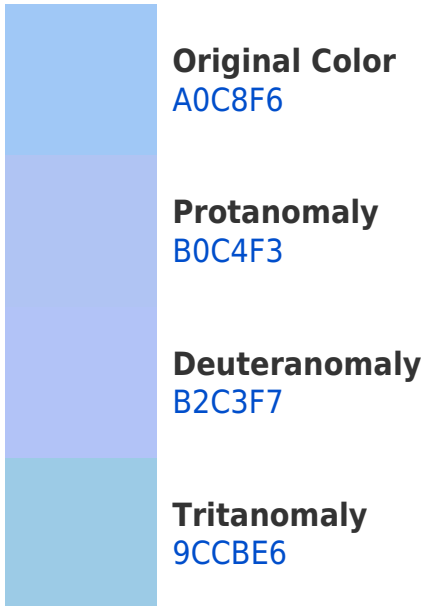 Original Color
A0C8F6
Protanomaly
B0C4F3
Deuteranomaly
B2C3F7
Tritanomaly
9CCBE6